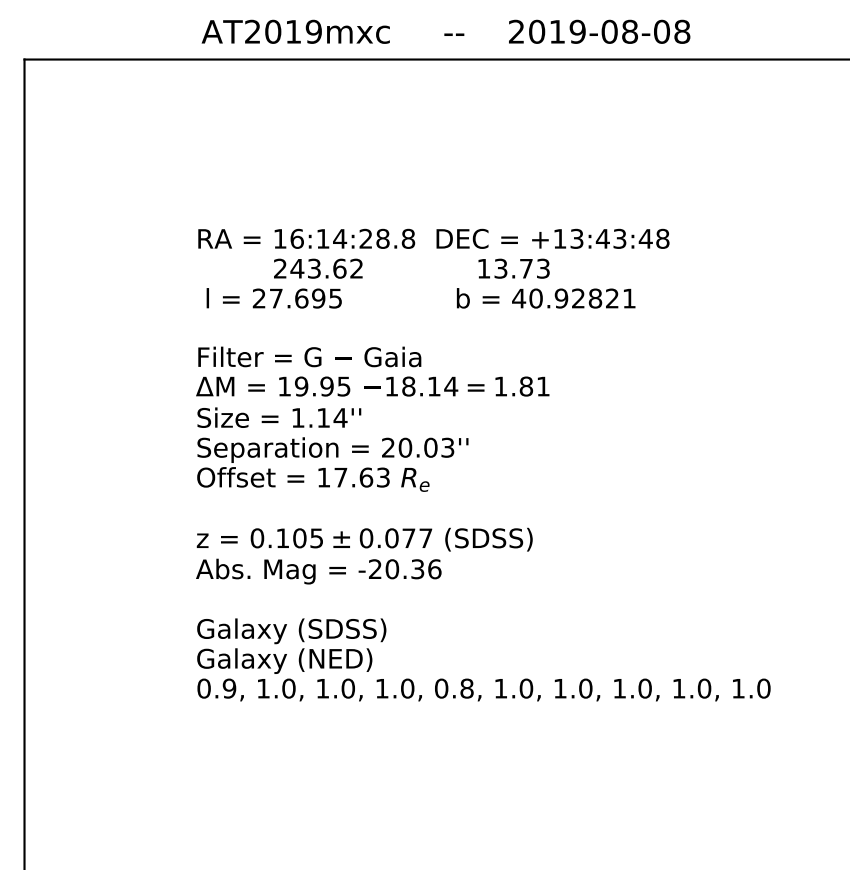 AT2019mxc -- 2019-08-08
RA = 16:14:28.8 DEC = +13:43:48
243.62 13.73
l = 27.695 b = 40.92821
Filter = G − Gaia
ΔM = 19.95 −18.14 = 1.81
Size = 1.14''
Separation = 20.03''
Offset = 17.63 Rₑ
z = 0.105 ± 0.077 (SDSS)
Abs. Mag = -20.36
Galaxy (SDSS)
Galaxy (NED)
0.9, 1.0, 1.0, 1.0, 0.8, 1.0, 1.0, 1.0, 1.0, 1.0